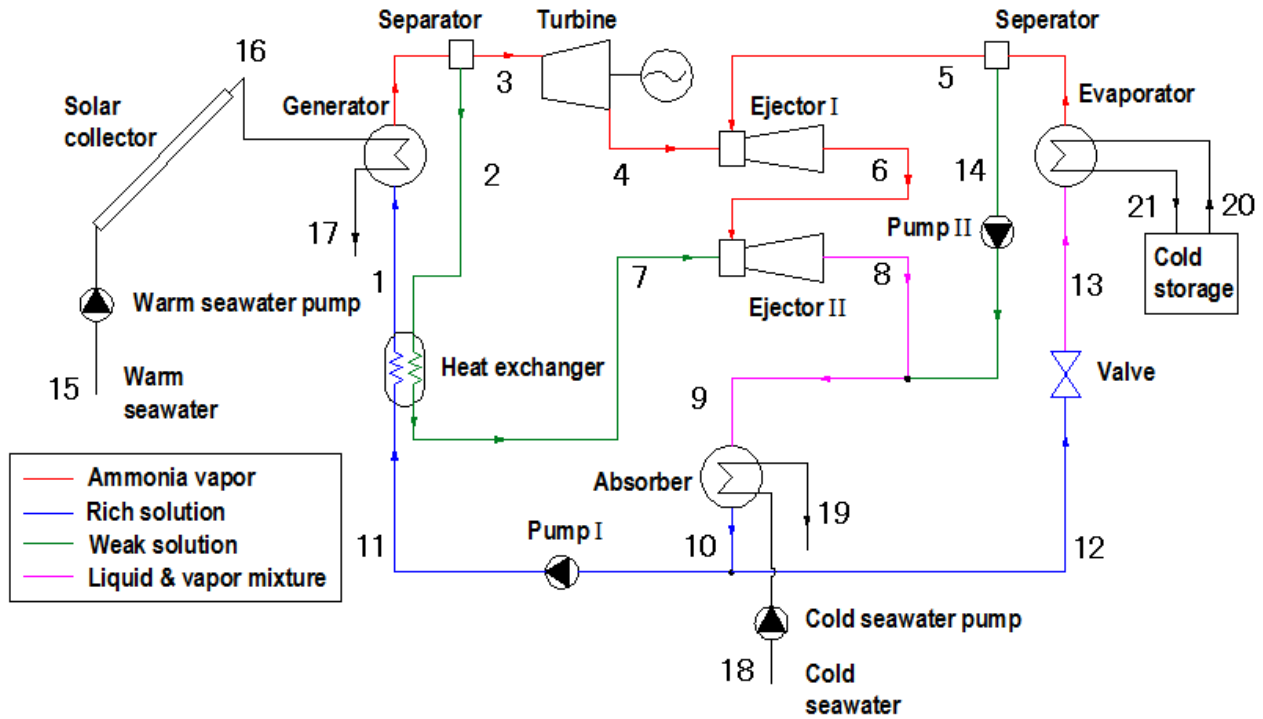 Separator
Turbine
Seperator
16
3
5
Solar
collector
Generator
Ejector I
Evaporator
2
4
6
14
17
Pump II
21
20
1
7
8
13
Cold
storage
Warm seawater pump
Ejector II
15
Warm
seawater
Heat exchanger
9
Valve
Ammonia vapor
Rich solution
Weak solution
Liquid & vapor mixture
Absorber
19
Pump I
11
10
12
Cold seawater pump
18
Cold
seawater